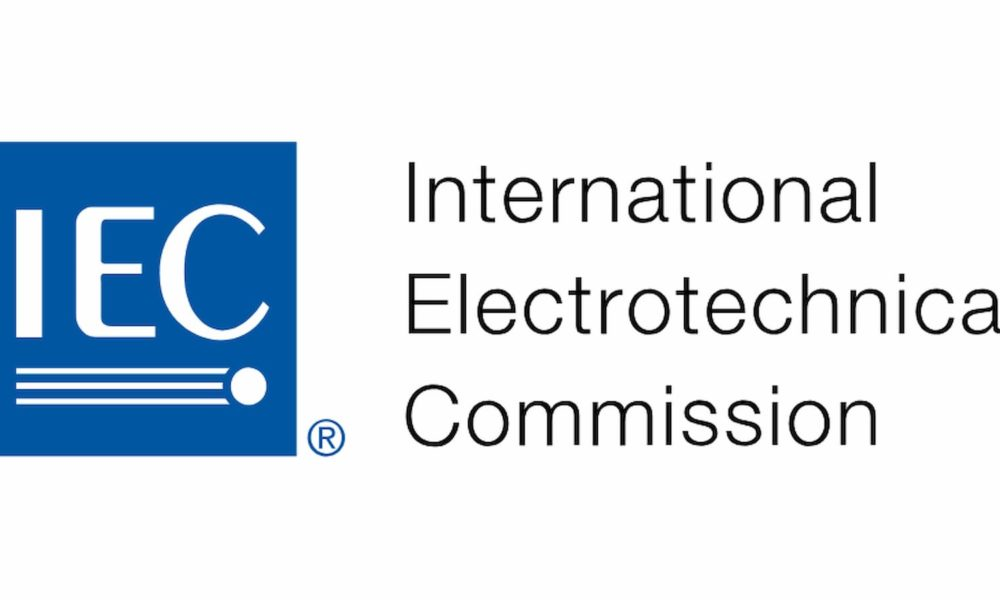 IEC
®
International
Electrotechnica
Commission